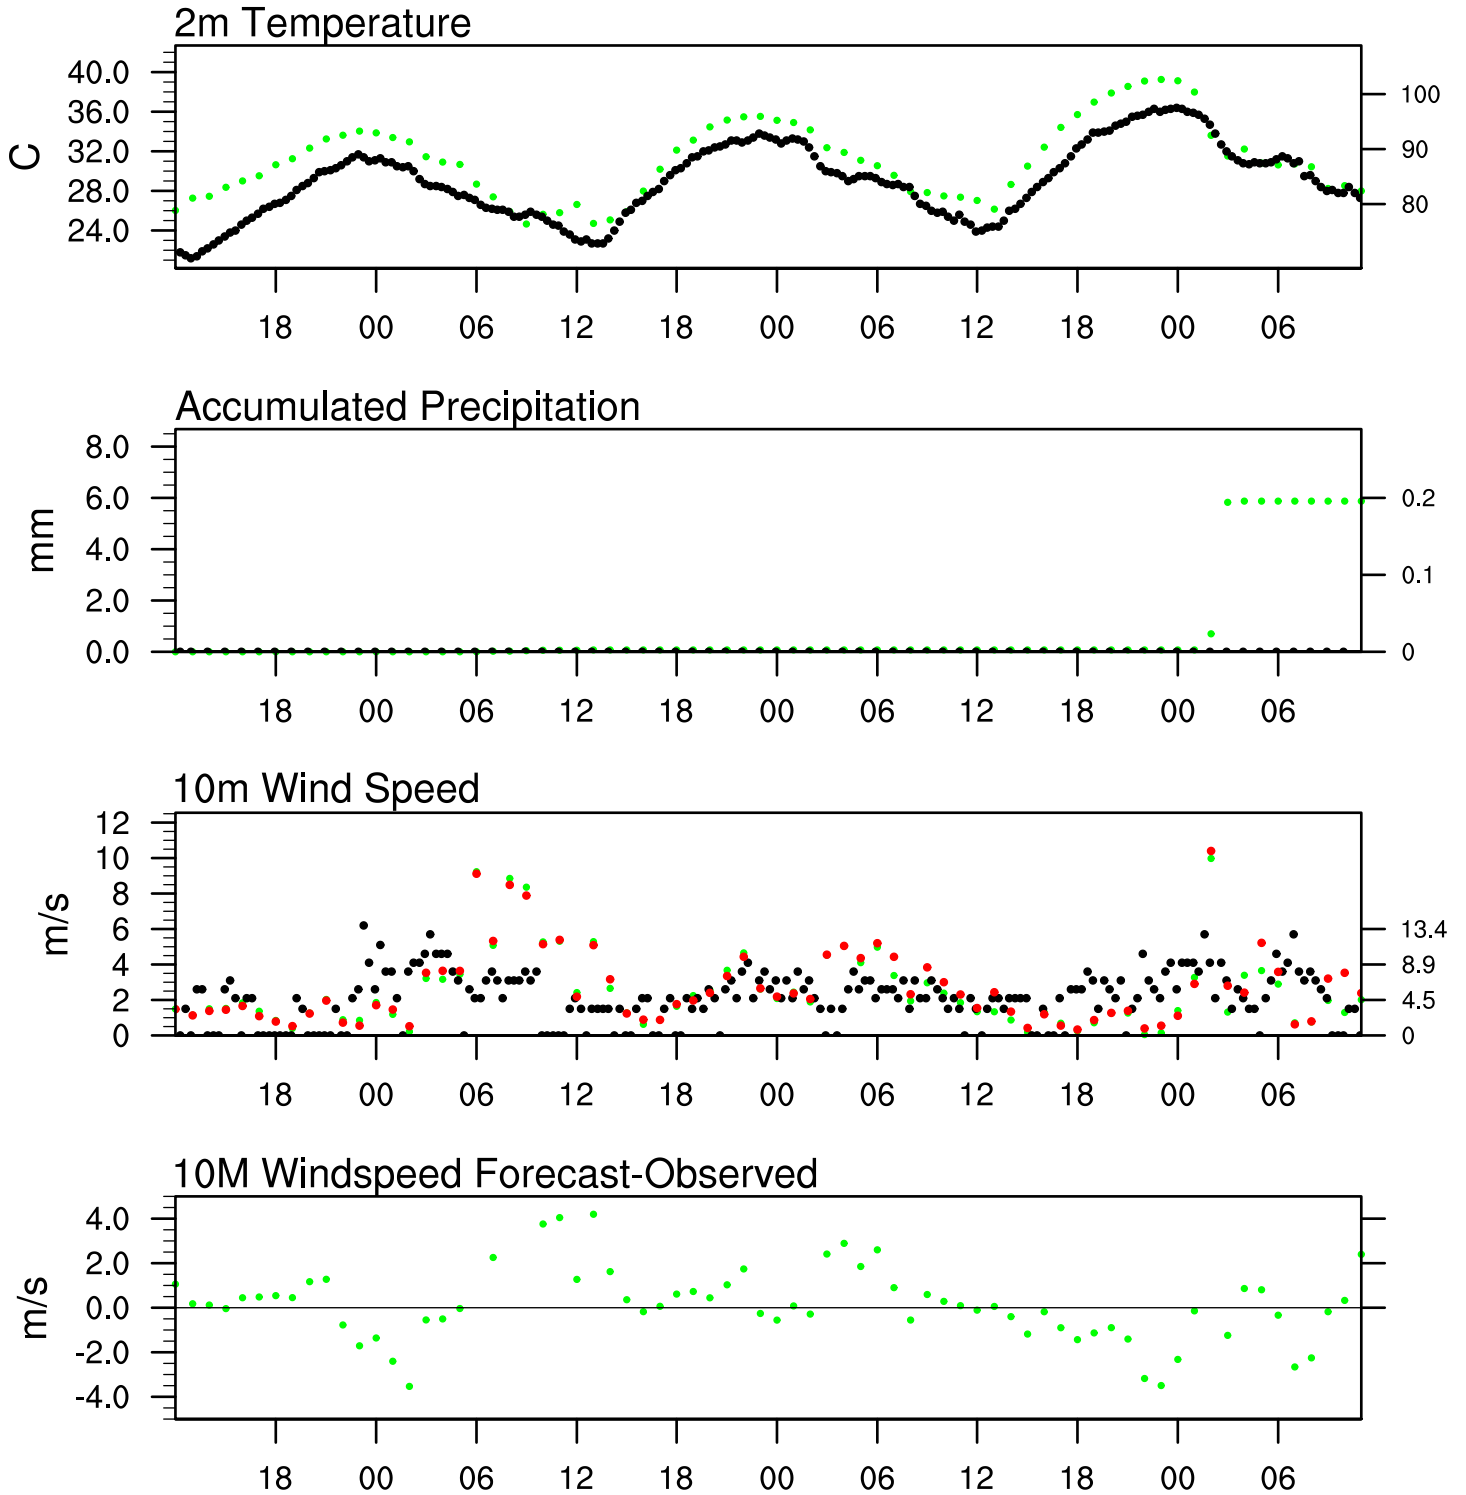 2m Temperature
40.0
36.0
32.0
28.0
24.0
C
100
90
80
18 00 06 12 18 00 06 12 18 00 06
Accumulated Precipitation
8.0
6.0
4.0
2.0
0.0
mm
0.2
0.1
0
18 00 06 12 18 00 06 12 18 00 06
10m Wind Speed
12
10
8
6
4
2
0
m/s
13.4
8.9
4.5
0
18 00 06 12 18 00 06 12 18 00 06
10M Windspeed Forecast-Observed
4.0
2.0
0.0
-2.0
-4.0
m/s
18 00 06 12 18 00 06 12 18 00 06